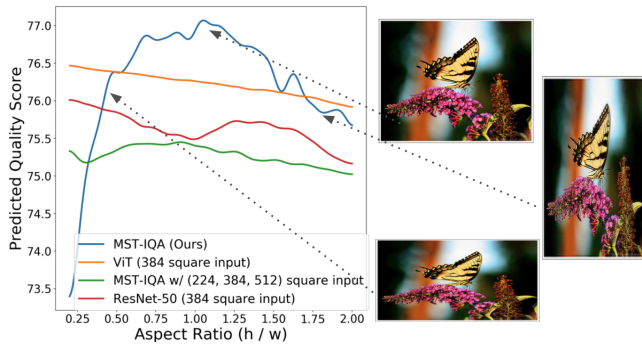 Predicted Quality Score
77.0
76.5
76.0
75.5
75.0
74.5
74.0
73.5
MST-IQA (Ours)
ViT (384 square input)
MST-IQA w/ (224, 384, 512) square input
ResNet-50 (384 square input)
0.25 0.50 0.75 1.00 1.25 1.50 1.75 2.00
Aspect Ratio (h / w)